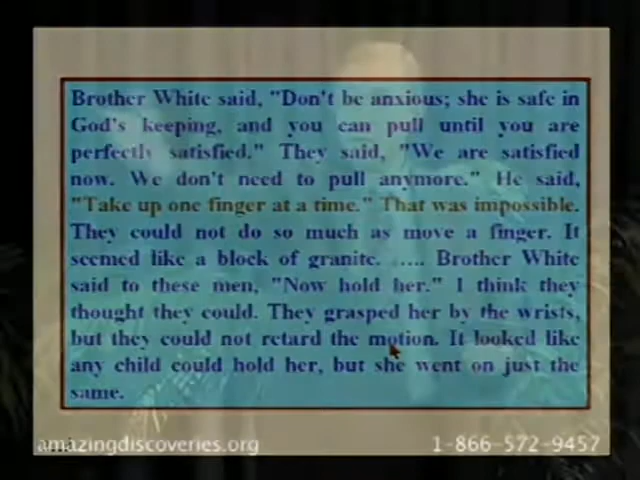 Brother White said, "Don't be anxious; she is safe in
God's keeping, and you can pull until you are
perfectly satisfied." They said, "We are satisfied
now. We don't need to pull anymore." He said,
"Take up one finger at a time." That was impossible.
They could not do so much as move a finger. It
seemed like a block of granite. .... Brother White
said to these men, "Now hold her." I think they
thought they could. They grasped her by the wrists,
but they could not retard the motion. It looked like
any child could hold her, but she went on just the
same.
amazingdiscoveries.org
1-866-572-9457